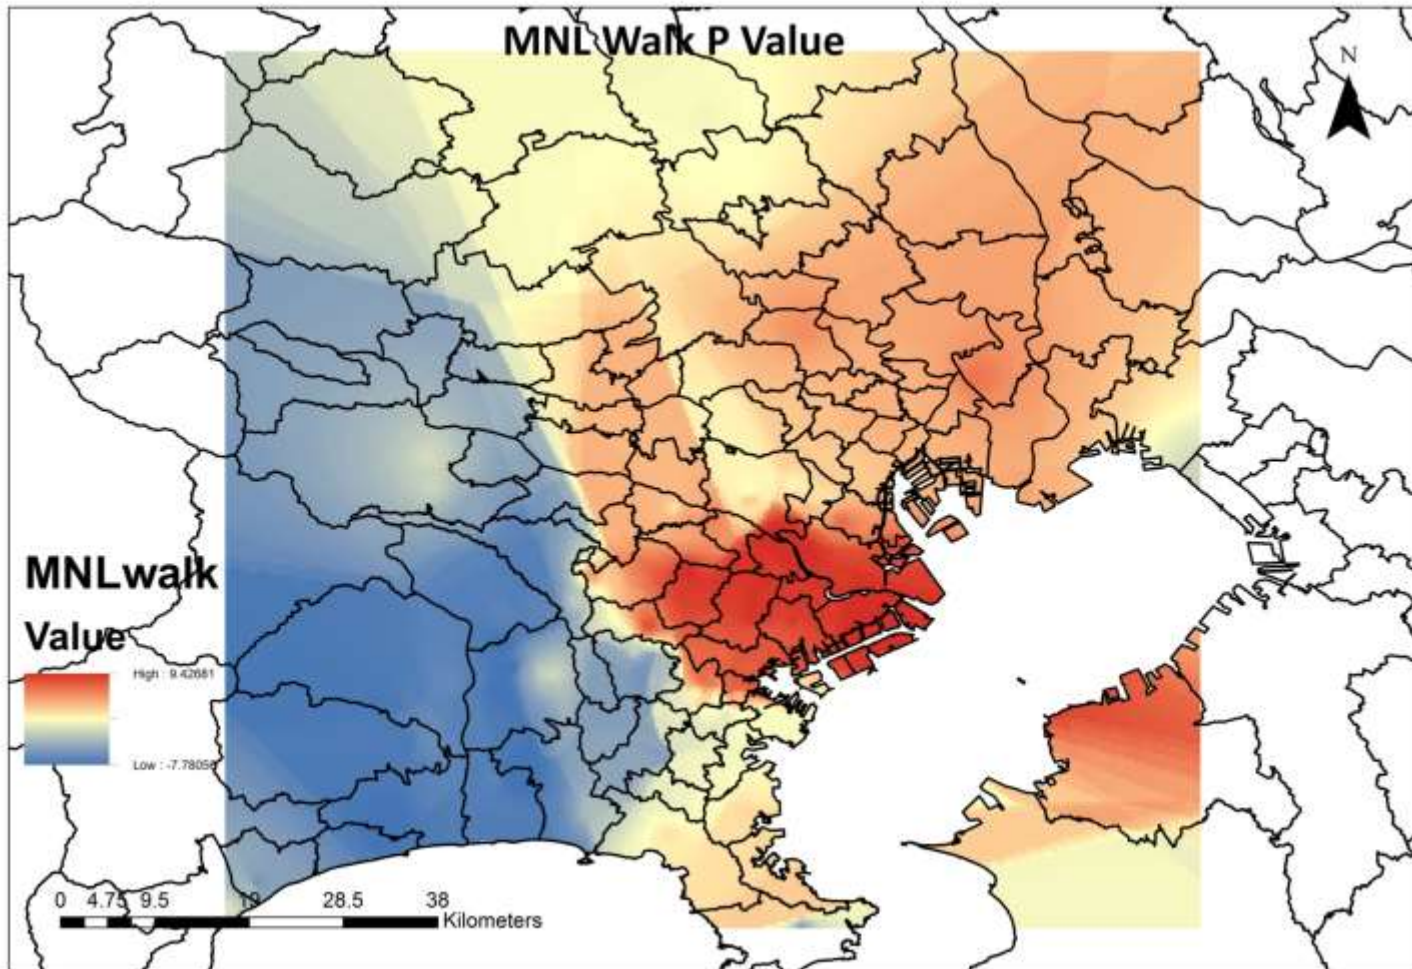 MNL Walk P Value
N
MNLwalk
Value
High : 9.42681
Low : -7.78056
0 4.75 9.5 19 28.5 38
Kilometers